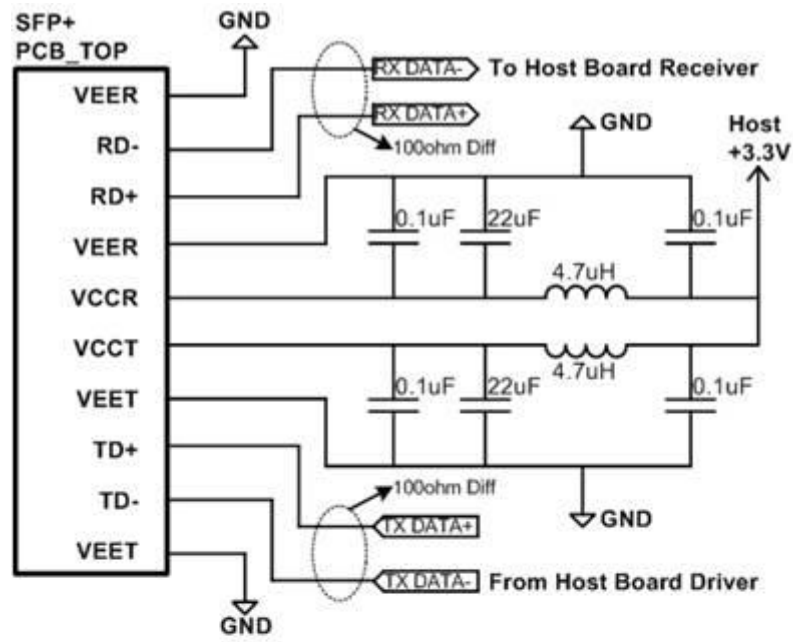 SFP+
PCB_TOP
GND
VEER
RD-
RD+
VEER
VCCR
VCCT
VEET
TD+
TD-
VEET
RX DATA-
To Host Board Receiver
RX DATA+
100ohm Diff
GND
Host
+3.3V
0.1uF
22uF
0.1uF
4.7uH
4.7uH
0.1uF
22uF
0.1uF
100ohm Diff
TX DATA+
GND
TX DATA-
From Host Board Driver
GND